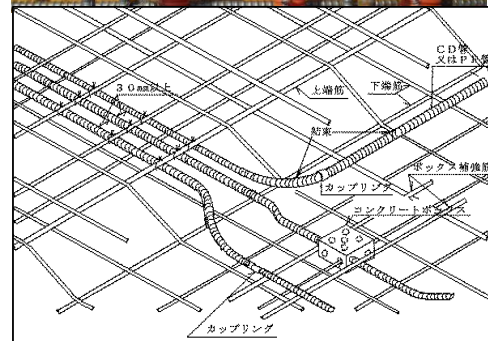 CD管
又はPF管
30mm以上
上端筋
下端筋
結束
ボックス補強筋
カップリング
コンクリートボックス
カップリング